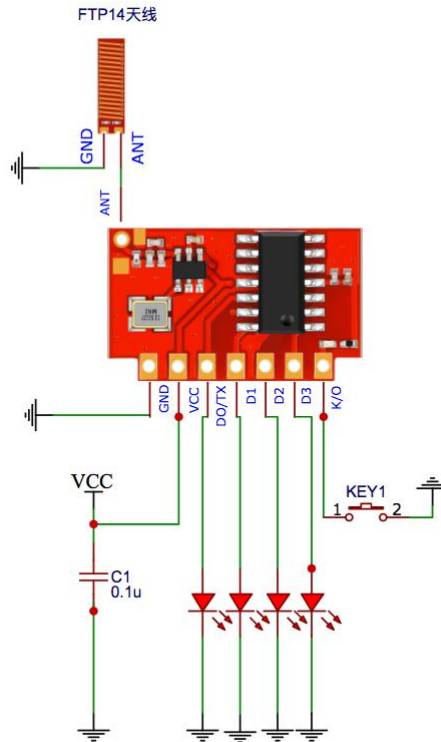 FTP14天线
GND
ANT
ANT
GND
VCC
DO/TX
D1
D2
D3
K/O
VCC
KEY1
1
2
C1
0.1u